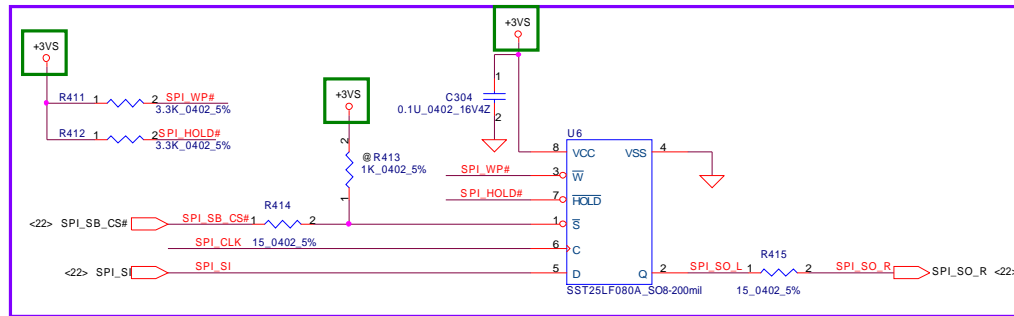 +3VS
+3VS
+3VS
R411 1 2 SPI_WP#
3.3K_0402_5%
R412 1 2 SPI_HOLD#
3.3K_0402_5%
1
C304
0.1U_0402_16V4Z
2
2
@R413
1K_0402_5%
1
U6
8 VCC VSS 4
SPI_WP# 3 W
SPI_HOLD# 7 HOLD
<22> SPI_SB_CS# SPI_SB_CS# 1 R414 2 1 S
15_0402_5%
SPI_CLK 6 C
<22> SPI_SI SPI_SI 5 D
Q 2 SPI_SO_L 1 R415 2 SPI_SO_R SPI_SO_R <22>
15_0402_5%
SST25LF080A_SO8-200mil